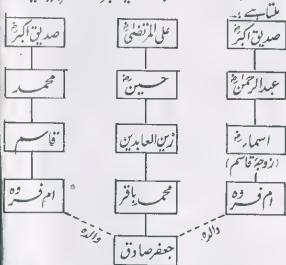 ملتا ہے :۔
صدیق اکبرؓ علی المرتضیٰؓ صدیق اکبرؓ
عبدالرحمٰنؓ حسینؓ محمد
اسماءؓ زین العابدین قاسم
(زوجۂ قاسم)
ام فروہ محمد باقر ام فروہ
والدہ والدہ
جعفر صادق